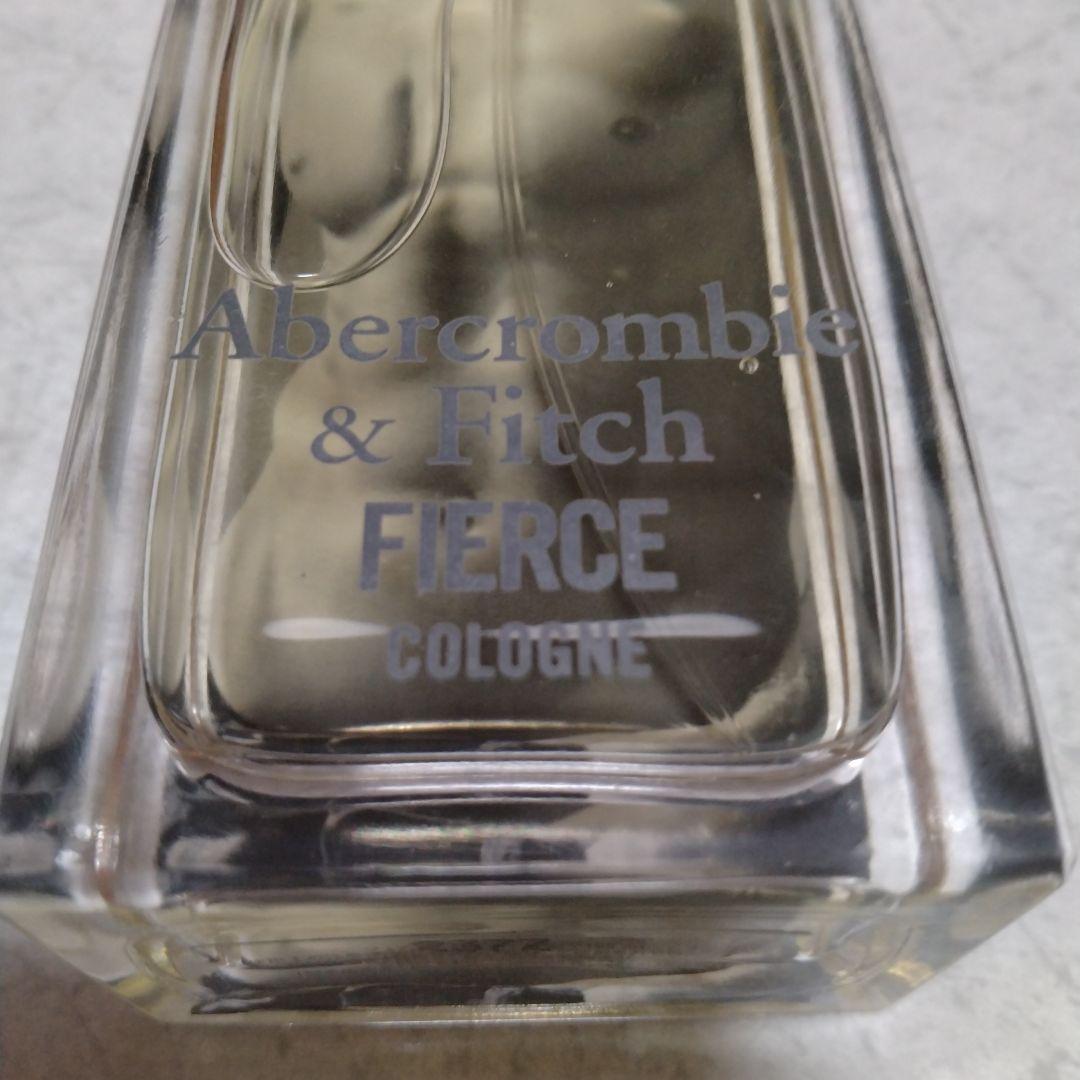 Abercrombie
& Fitch
FIERCE
COLOGNE